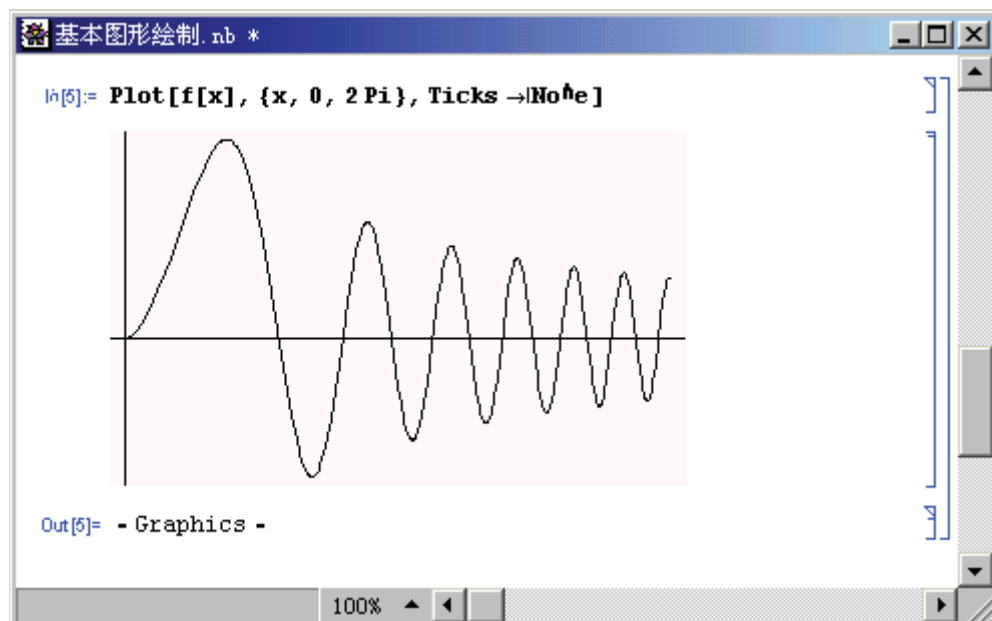 基本图形绘制.nb *
In[5]:= Plot[f[x], {x, 0, 2 Pi}, Ticks →None]
Out[5]= - Graphics -
100%